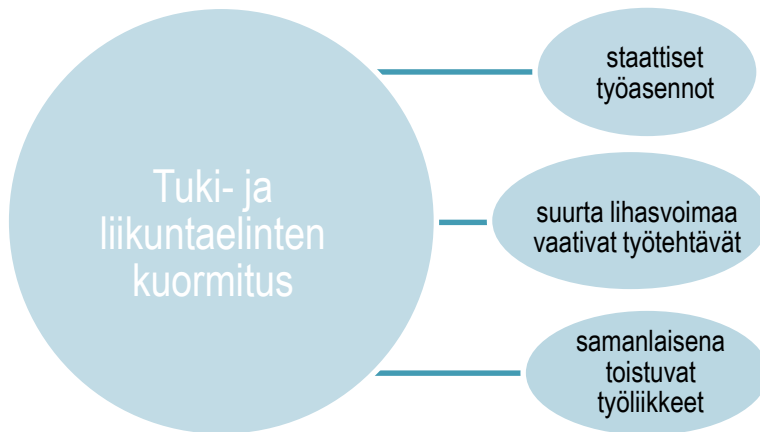 Tuki- ja
liikuntaelinten
kuormitus
staattiset
työasennot
suurta lihasvoimaa
vaativat työtehtävät
samanlaisena
toistuvat
työliikkeet